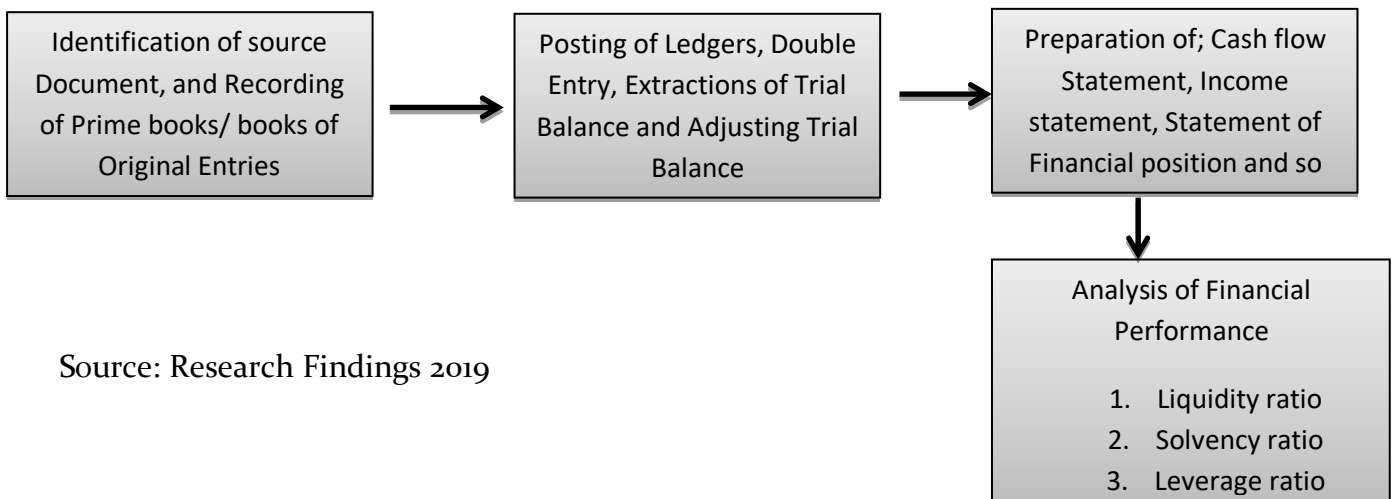 Identification of source
Document, and Recording
of Prime books/ books of
Original Entries
Posting of Ledgers, Double
Entry, Extractions of Trial
Balance and Adjusting Trial
Balance
Preparation of; Cash flow
Statement, Income
statement, Statement of
Financial position and so
Analysis of Financial
Performance
1. Liquidity ratio
2. Solvency ratio
3. Leverage ratio
Source: Research Findings 2019